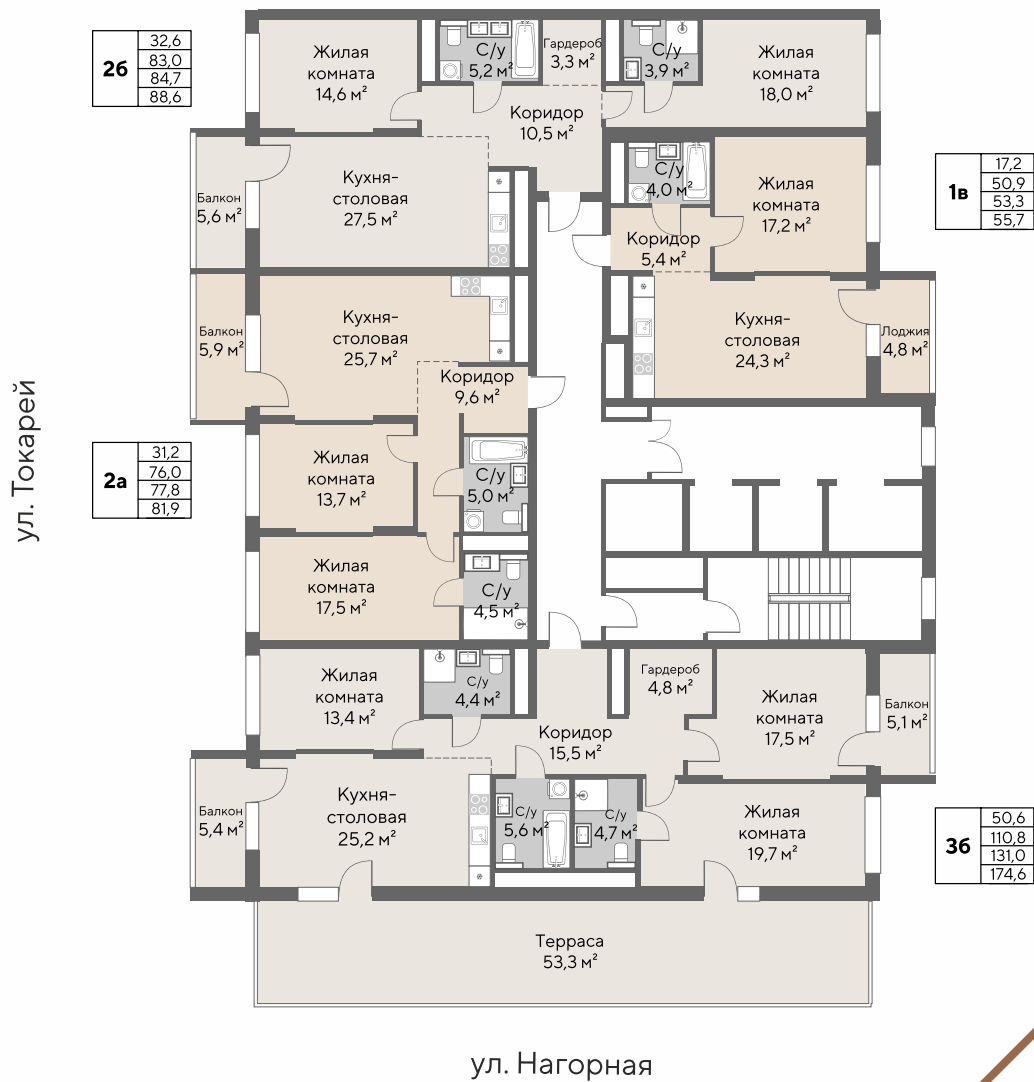 2б
32,6
83,0
84,7
88,6
Жилая
комната
14,6 м²
С/у
5,2 м²
Гардероб
3,3 м²
С/у
3,9 м²
Жилая
комната
18,0 м²
Коридор
10,5 м²
Балкон
5,6 м²
Кухня-
столовая
27,5 м²
С/у
4,0 м²
Жилая
комната
17,2 м²
Коридор
5,4 м²
1в
17,2
50,9
53,3
55,7
Балкон
5,9 м²
Кухня-
столовая
25,7 м²
Кухня-
столовая
24,3 м²
Лоджия
4,8 м²
Коридор
9,6 м²
ул. Токарей
2а
31,2
76,0
77,8
81,9
Жилая
комната
13,7 м²
С/у
5,0 м²
Жилая
комната
17,5 м²
С/у
4,5 м²
Жилая
комната
13,4 м²
С/у
4,4 м²
Гардероб
4,8 м²
Жилая
комната
17,5 м²
Балкон
5,1 м²
Коридор
15,5 м²
Балкон
5,4 м²
Кухня-
столовая
25,2 м²
С/у
5,6 м²
С/у
4,7 м²
Жилая
комната
19,7 м²
3б
50,6
110,8
131,0
174,6
Терраса
53,3 м²
ул. Нагорная